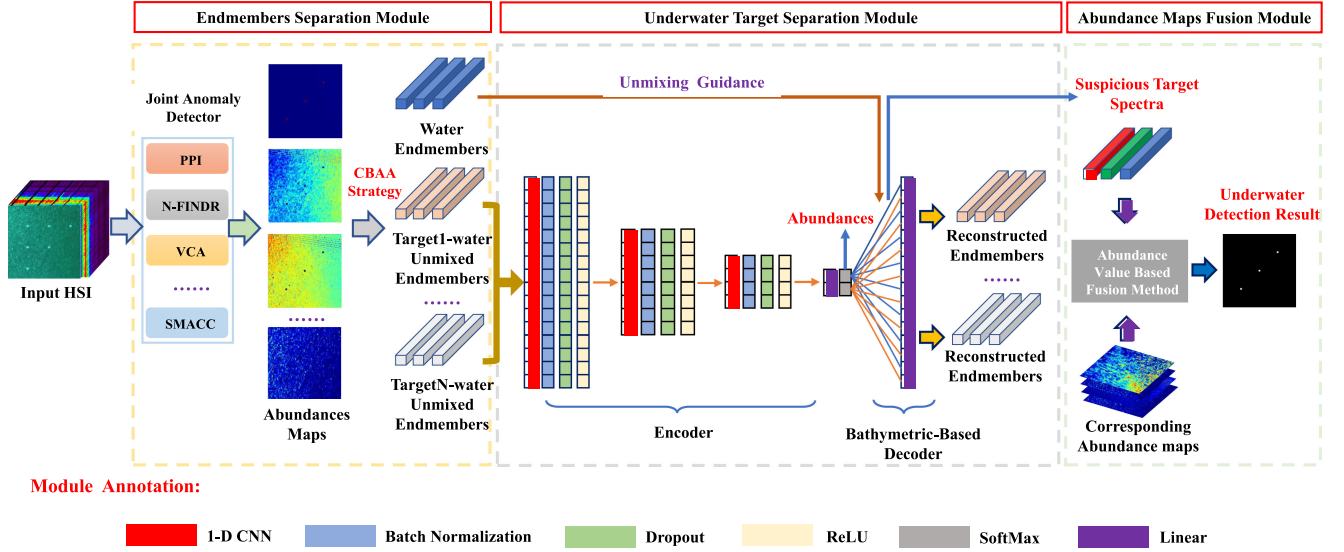 Endmembers Separation Module
Underwater Target Separation Module
Abundance Maps Fusion Module
Input HSI
Joint Anomaly
Detector
PPI
N-FINDR
VCA
......
SMACC
......
Abundances
Maps
CBAA
Strategy
Water
Endmembers
Target1-water
Unmixed
Endmembers
......
TargetN-water
Unmixed
Endmembers
Unmixing Guidance
Abundances
Encoder
Bathymetric-Based
Decoder
Reconstructed
Endmembers
......
Reconstructed
Endmembers
Suspicious Target
Spectra
Abundance
Value Based
Fusion Method
Underwater
Detection Result
Corresponding
Abundance maps
Module Annotation:
1-D CNN
Batch Normalization
Dropout
ReLU
SoftMax
Linear